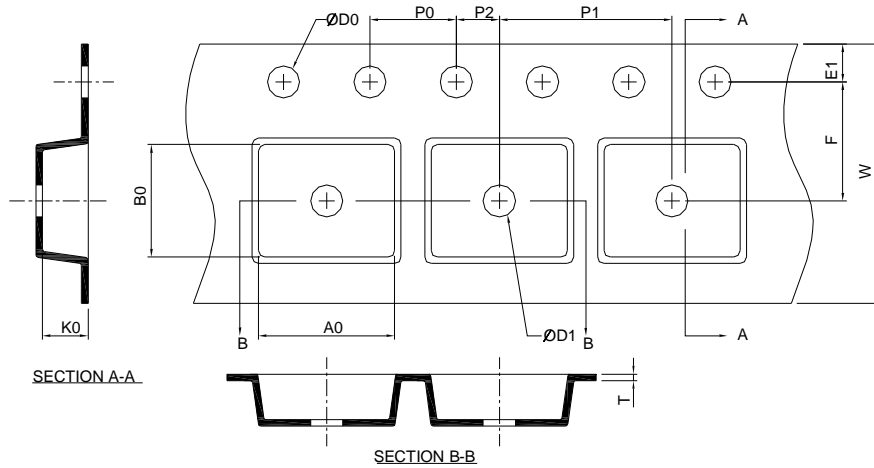 ØD0
P0
P2
P1
A
E1
F
W
B0
K0
A0
B
ØD1
B
A
SECTION A-A
T
SECTION B-B